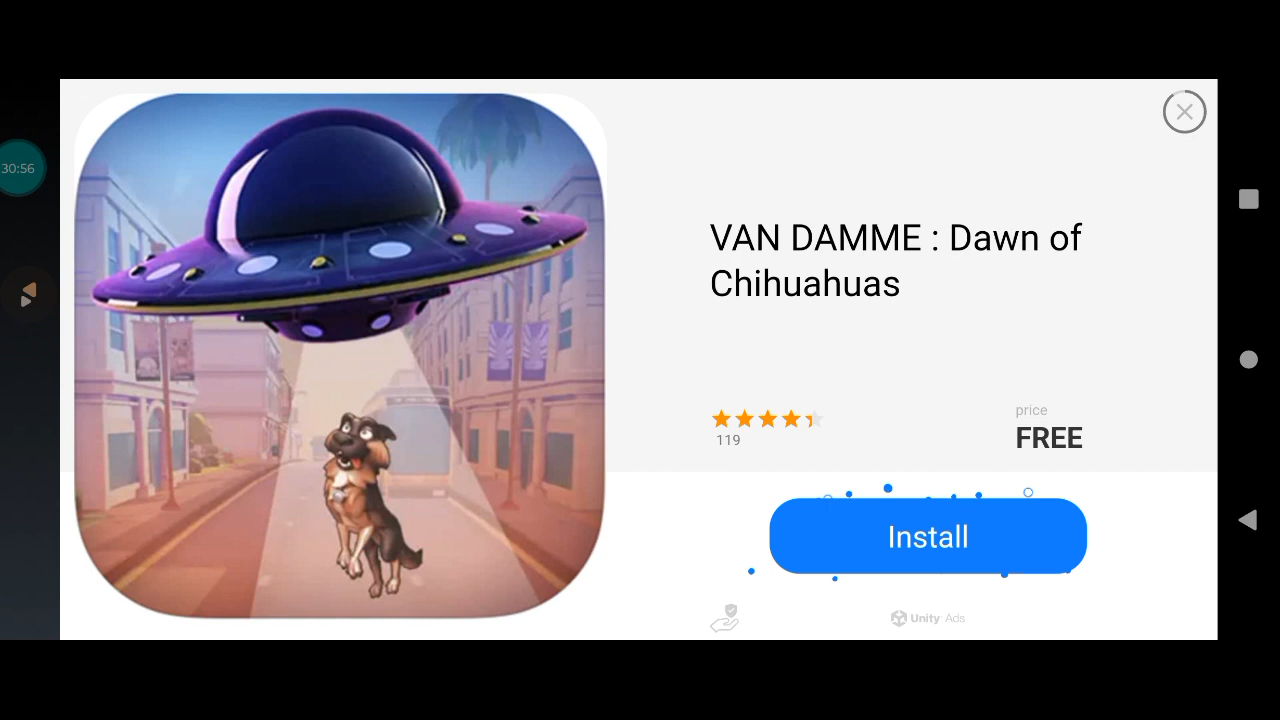 30:56
VAN DAMME : Dawn of
Chihuahuas
119
price
FREE
Install
Unity Ads